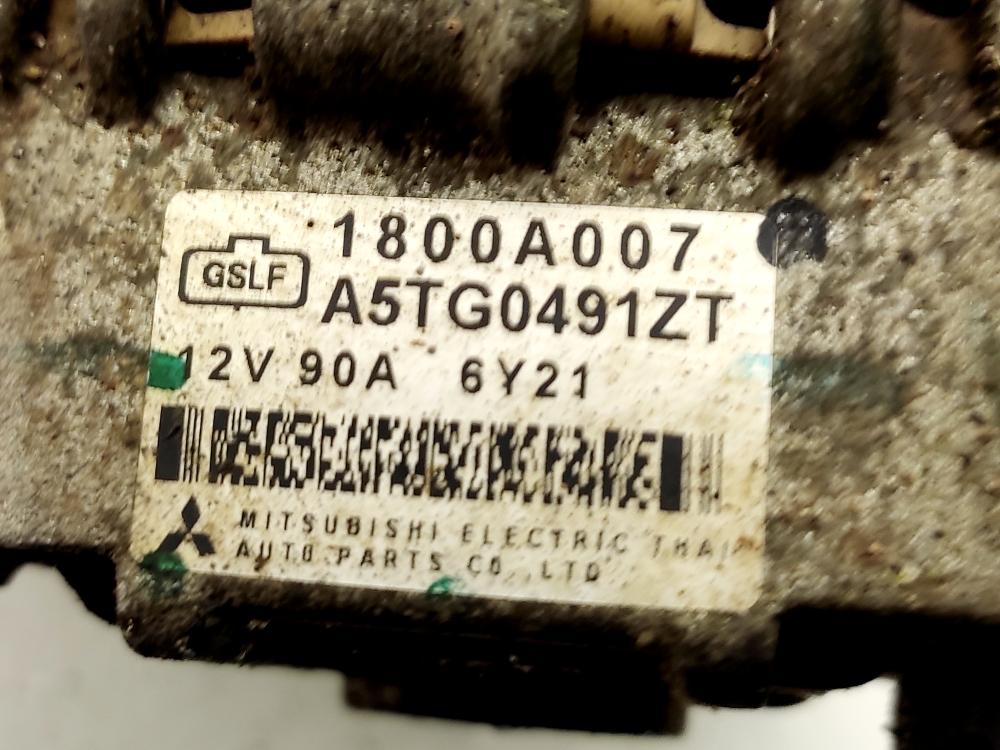 1800A007
GSLF
A5TG0491ZT
12V 90A 6Y21
MITSUBISHI ELECTRIC THAI
AUTO PARTS CO.,LTD